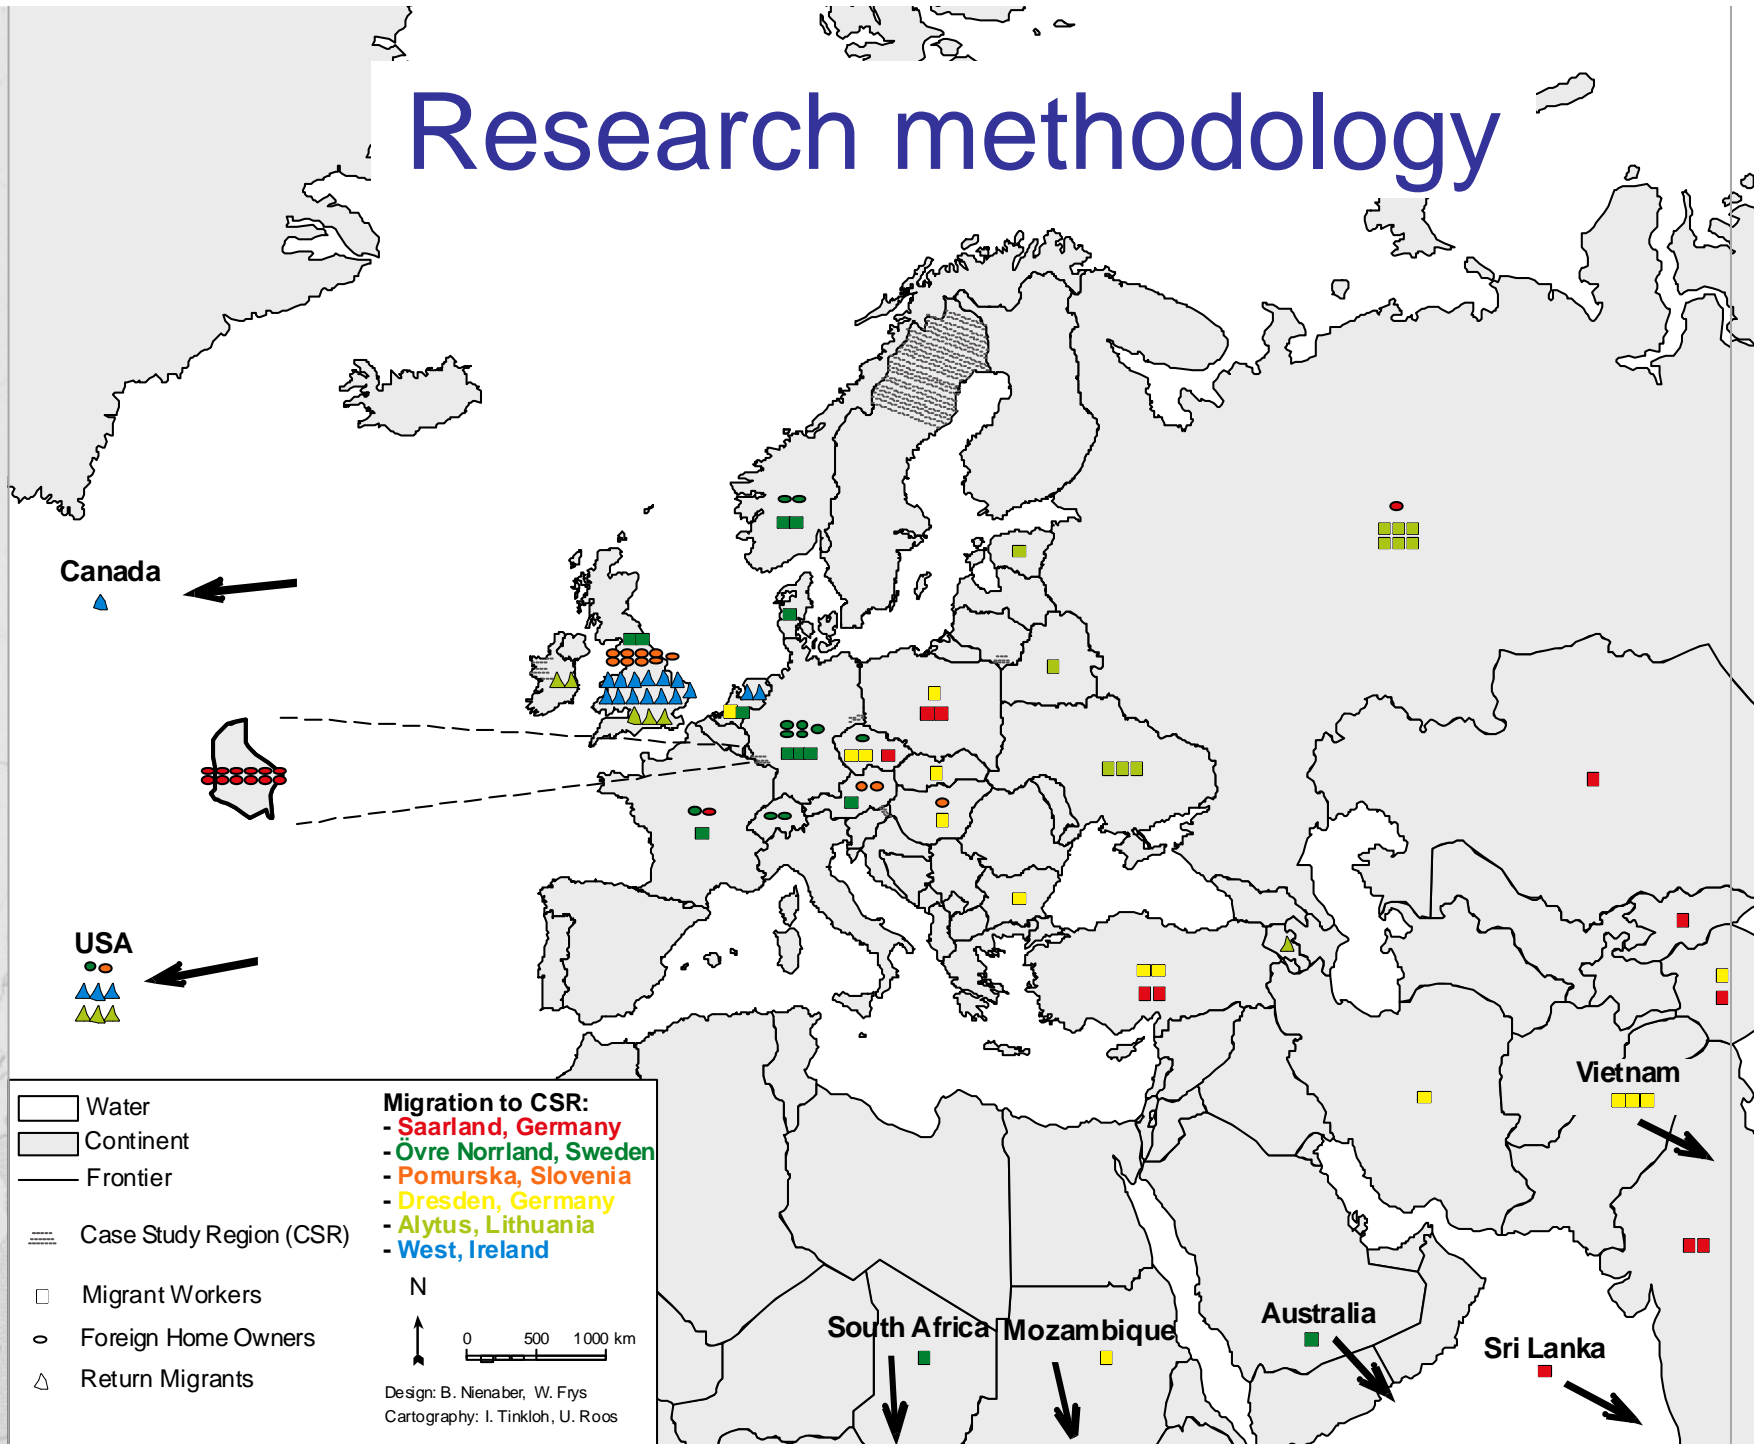 Research methodology
Canada
USA
Vietnam
South Africa
Mozambique
Australia
Sri Lanka
Water
Continent
Frontier
Case Study Region (CSR)
Migrant Workers
Foreign Home Owners
Return Migrants
Migration to CSR:
- Saarland, Germany
- Övre Norrland, Sweden
- Pomurska, Slovenia
- Dresden, Germany
- Alytus, Lithuania
- West, Ireland
N
0 500 1000 km
Design: B. Nienaber, W. Frys
Cartography: I. Tinkloh, U. Roos